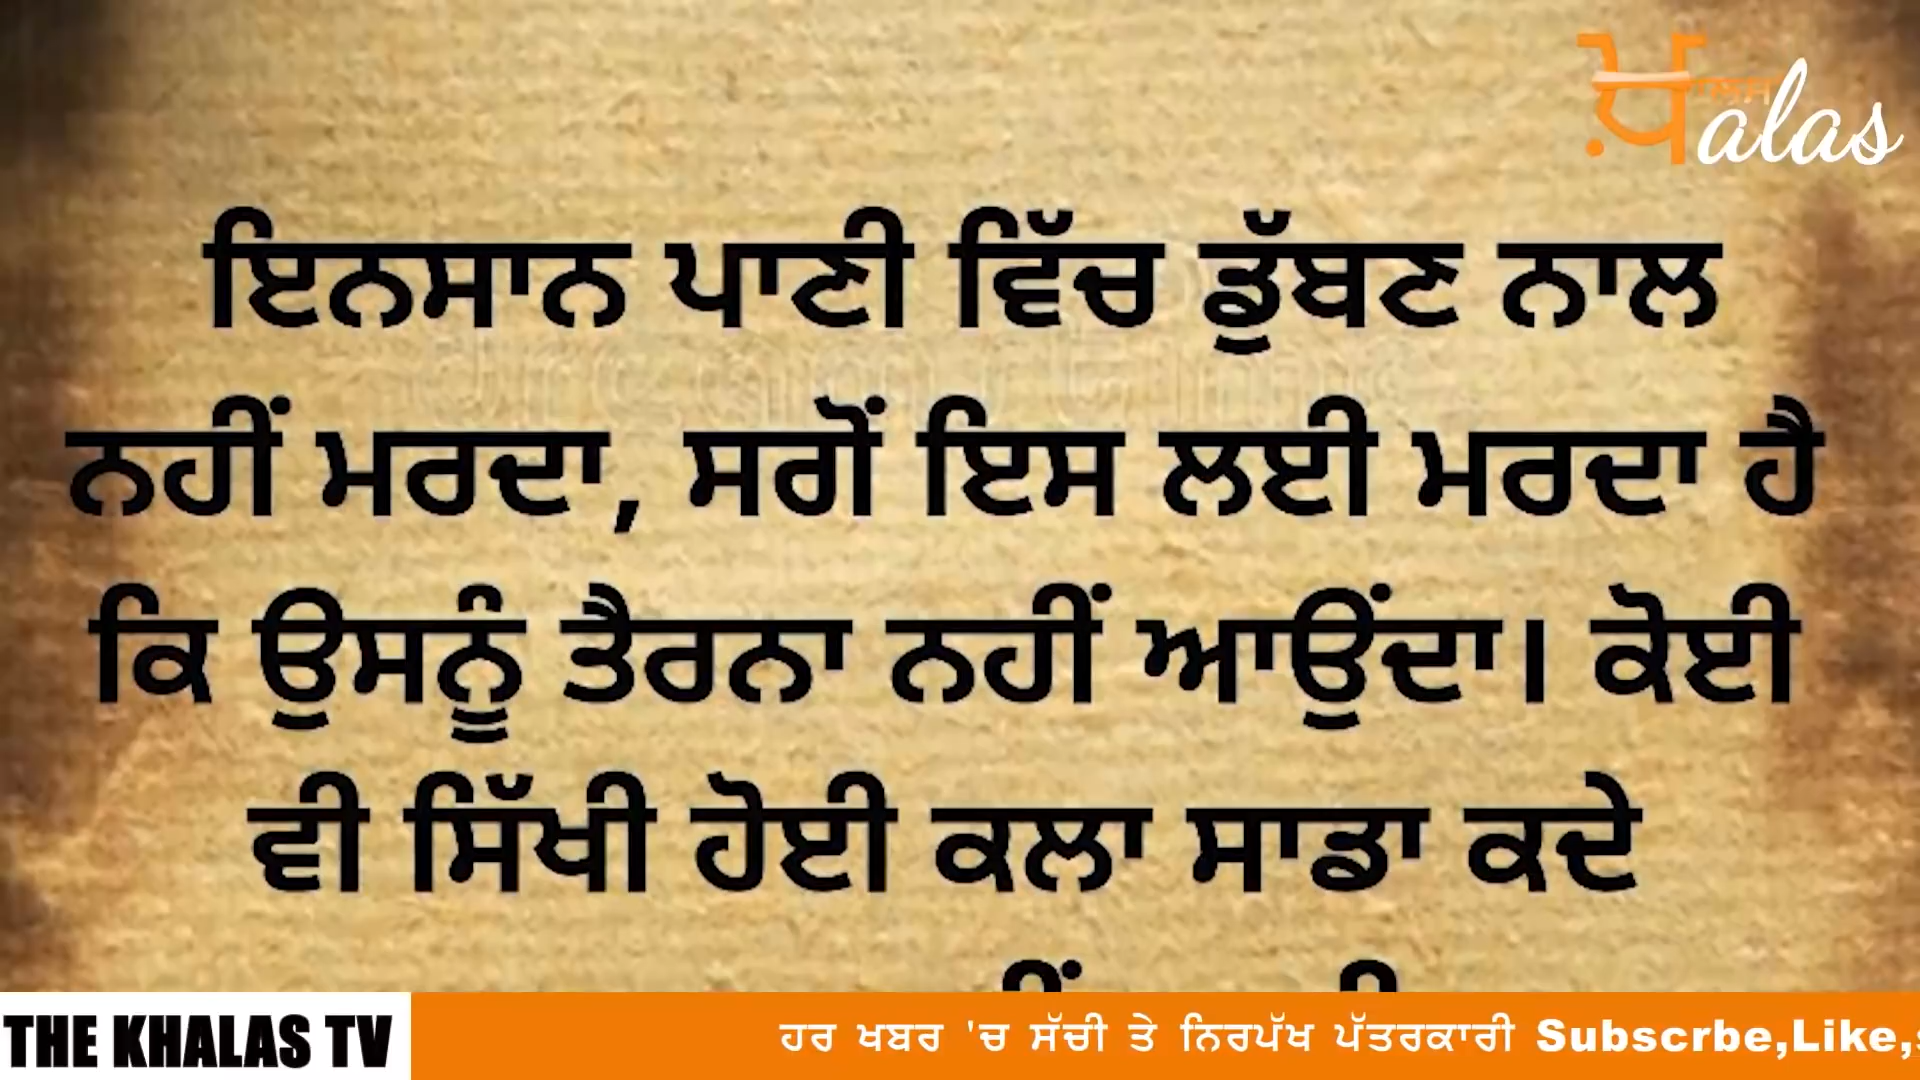 ਖ਼alas
ਇਨਸਾਨ ਪਾਣੀ ਵਿੱਚ ਡੁੱਬਣ ਨਾਲ
ਨਹੀਂ ਮਰਦਾ, ਸਗੋਂ ਇਸ ਲਈ ਮਰਦਾ ਹੈ
ਕਿ ਉਸਨੂੰ ਤੈਰਨਾ ਨਹੀਂ ਆਉਂਦਾ। ਕੋਈ
ਵੀ ਸਿੱਖੀ ਹੋਈ ਕਲਾ ਸਾਡਾ ਕਦੇ
THE KHALAS TV
ਹਰ ਖਬਰ 'ਚ ਸੱਚੀ ਤੇ ਨਿਰਪੱਖ ਪੱਤਰਕਾਰੀ Subscrbe,Like,s